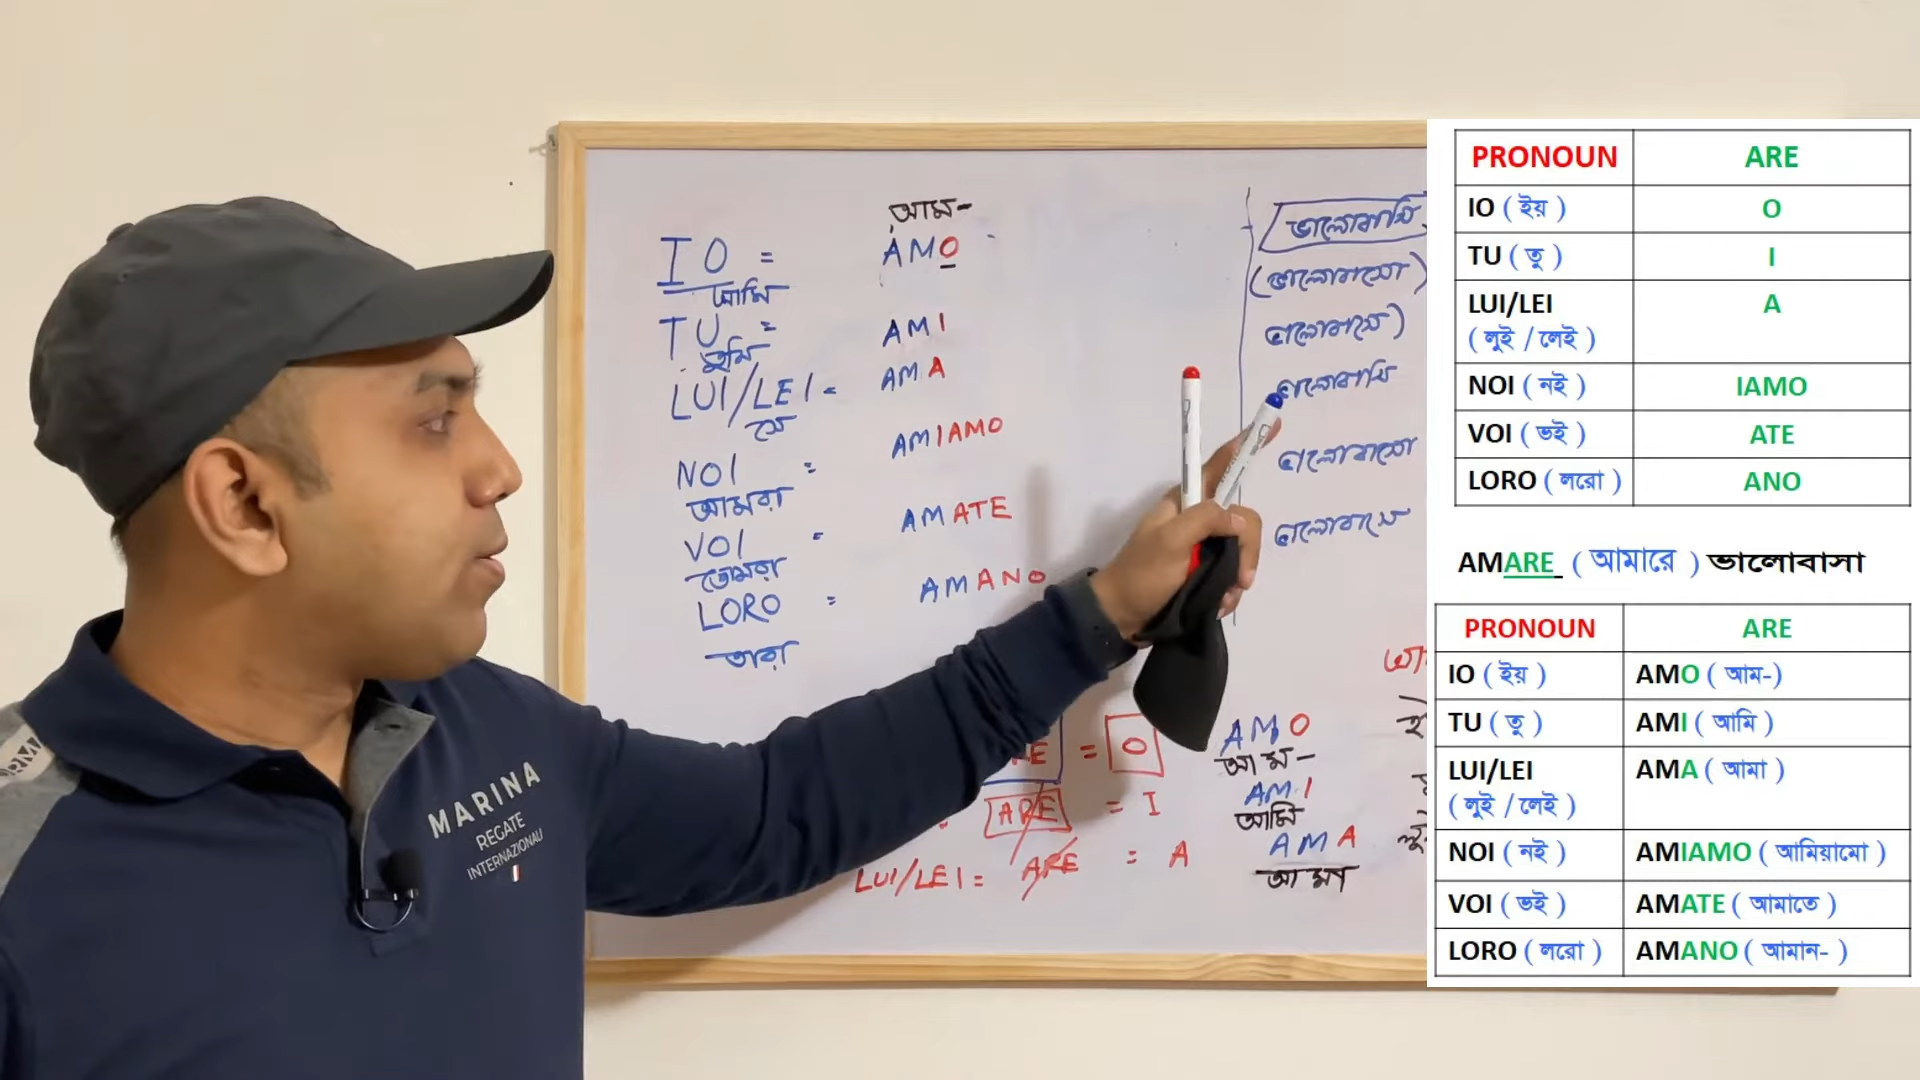 আম-
IO = AMO
আমি
TU = AMI
তুমি
LUI/LEI = AMA
সে
NOI = AMIAMO
আমরা
VOI = AMATE
তোমরা
LORO = AMANO
তারা
ভালোবাসি
(ভালোবাসো)
ভালোবাসে)
ভালোবাসি
ভালোবাসো
ভালোবাসে
= O AMO
আম-
ARE = I AMI
আমি
LUI/LEI = ARE = A AMA
আমা
MARINA
REGATE
INTERNAZIONALI
PRONOUN ARE
IO ( ইয় ) O
TU ( তু ) I
LUI/LEI A
( লুই / লেই )
NOI ( নই ) IAMO
VOI ( ভই ) ATE
LORO ( লরো ) ANO
AMARE ( আমারে ) ভালোবাসা
PRONOUN ARE
IO ( ইয় ) AMO ( আম-)
TU ( তু ) AMI ( আমি )
LUI/LEI AMA ( আমা )
( লুই / লেই )
NOI ( নই ) AMIAMO ( আমিয়ামো )
VOI ( ভই ) AMATE ( আমাতে )
LORO ( লরো ) AMANO ( আমান- )